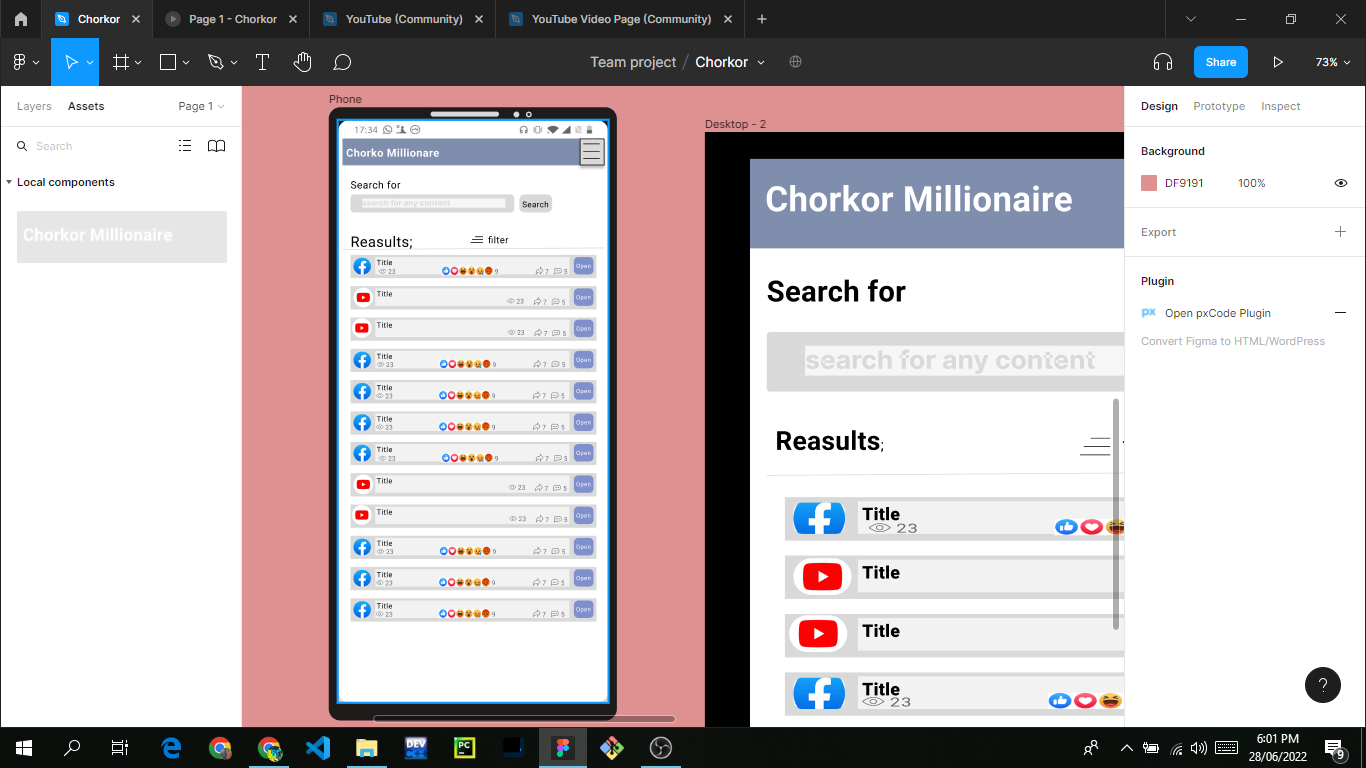 Chorkor
Page 1 - Chorkor
YouTube (Community)
YouTube Video Page (Community)
Team project / Chorkor
Share
73%
Layers
Assets
Page 1
Search
Local components
Chorkor Millionaire
Phone
17:34
Chorko Millionare
Search for
search for any content
Search
Reasults;
filter
Title
23
9
7
5
Open
Title
23
7
5
Open
Title
23
7
5
Open
Title
23
9
7
5
Open
Title
23
9
7
5
Open
Title
23
9
7
5
Open
Title
23
9
7
5
Open
Title
23
7
5
Open
Title
23
7
5
Open
Title
23
9
7
5
Open
Title
23
9
7
5
Open
Title
23
9
7
5
Open
Desktop - 2
Chorkor Millionaire
Search for
search for any content
Reasults;
Title
23
Title
Title
Title
23
Design
Prototype
Inspect
Background
DF9191
100%
Export
Plugin
px
Open pxCode Plugin
Convert Figma to HTML/WordPress
?
DEV
PC
6:01 PM
28/06/2022
9